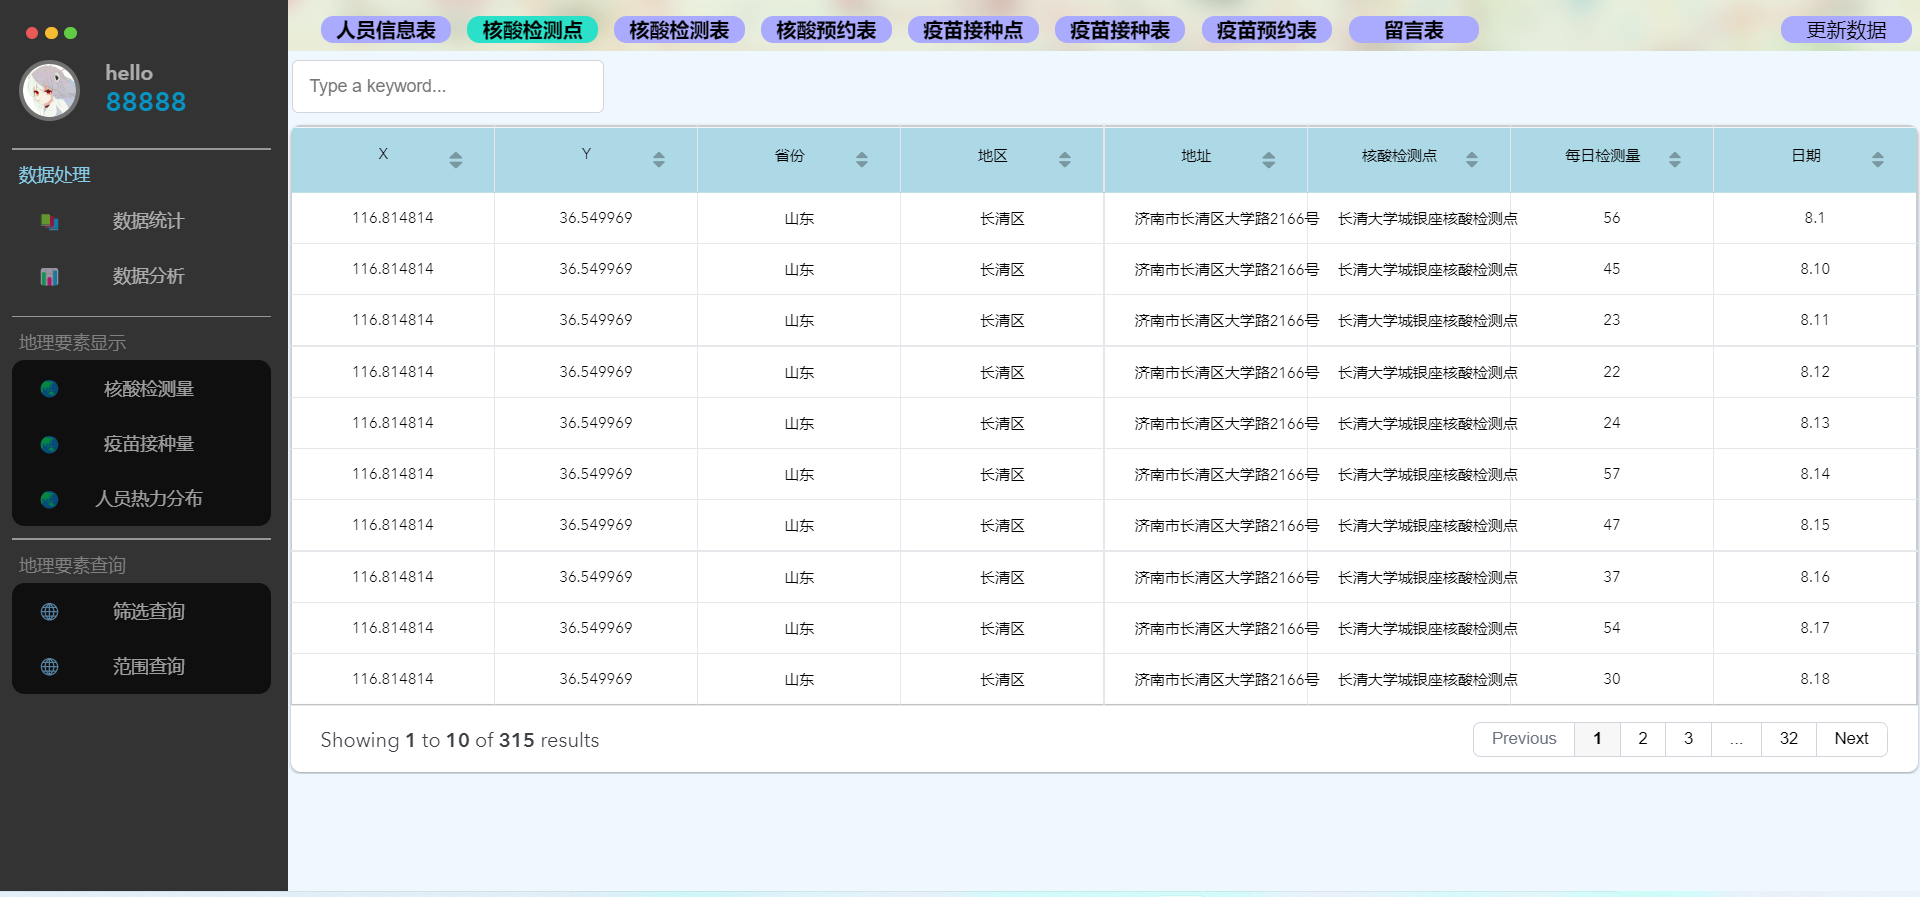 hello
88888
数据处理
数据统计
数据分析
地理要素显示
核酸检测量
疫苗接种量
人员热力分布
地理要素查询
筛选查询
范围查询
人员信息表 核酸检测点 核酸检测表 核酸预约表 疫苗接种点 疫苗接种表 疫苗预约表 留言表 更新数据
Type a keyword...
X Y 省份 地区 地址 核酸检测点 每日检测量 日期
116.814814 36.549969 山东 长清区 济南市长清区大学路2166号 长清大学城银座核酸检测点 56 8.1
116.814814 36.549969 山东 长清区 济南市长清区大学路2166号 长清大学城银座核酸检测点 45 8.10
116.814814 36.549969 山东 长清区 济南市长清区大学路2166号 长清大学城银座核酸检测点 23 8.11
116.814814 36.549969 山东 长清区 济南市长清区大学路2166号 长清大学城银座核酸检测点 22 8.12
116.814814 36.549969 山东 长清区 济南市长清区大学路2166号 长清大学城银座核酸检测点 24 8.13
116.814814 36.549969 山东 长清区 济南市长清区大学路2166号 长清大学城银座核酸检测点 57 8.14
116.814814 36.549969 山东 长清区 济南市长清区大学路2166号 长清大学城银座核酸检测点 47 8.15
116.814814 36.549969 山东 长清区 济南市长清区大学路2166号 长清大学城银座核酸检测点 37 8.16
116.814814 36.549969 山东 长清区 济南市长清区大学路2166号 长清大学城银座核酸检测点 54 8.17
116.814814 36.549969 山东 长清区 济南市长清区大学路2166号 长清大学城银座核酸检测点 30 8.18
Showing 1 to 10 of 315 results
Previous 1 2 3 ... 32 Next